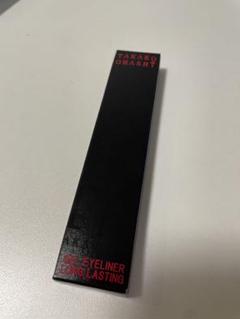 TAKAKO
OHASHI
GEL EYELINER
LONG LASTING